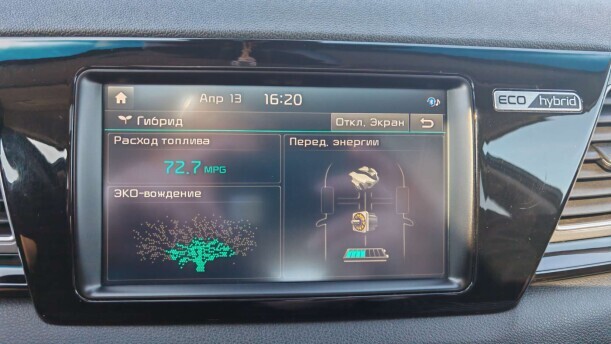 Апр 13 16:20
Гибрид
Откл, Экран
Расход топлива
72.7 MPG
Перед, энергии
ЭКО-вождение
ECO hybrid